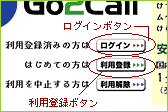 Go2Call
ログインボタン
利用登録済みの方は ログイン
はじめての方は 利用登録
利用を中止する方は 利用解除
利用登録ボタン